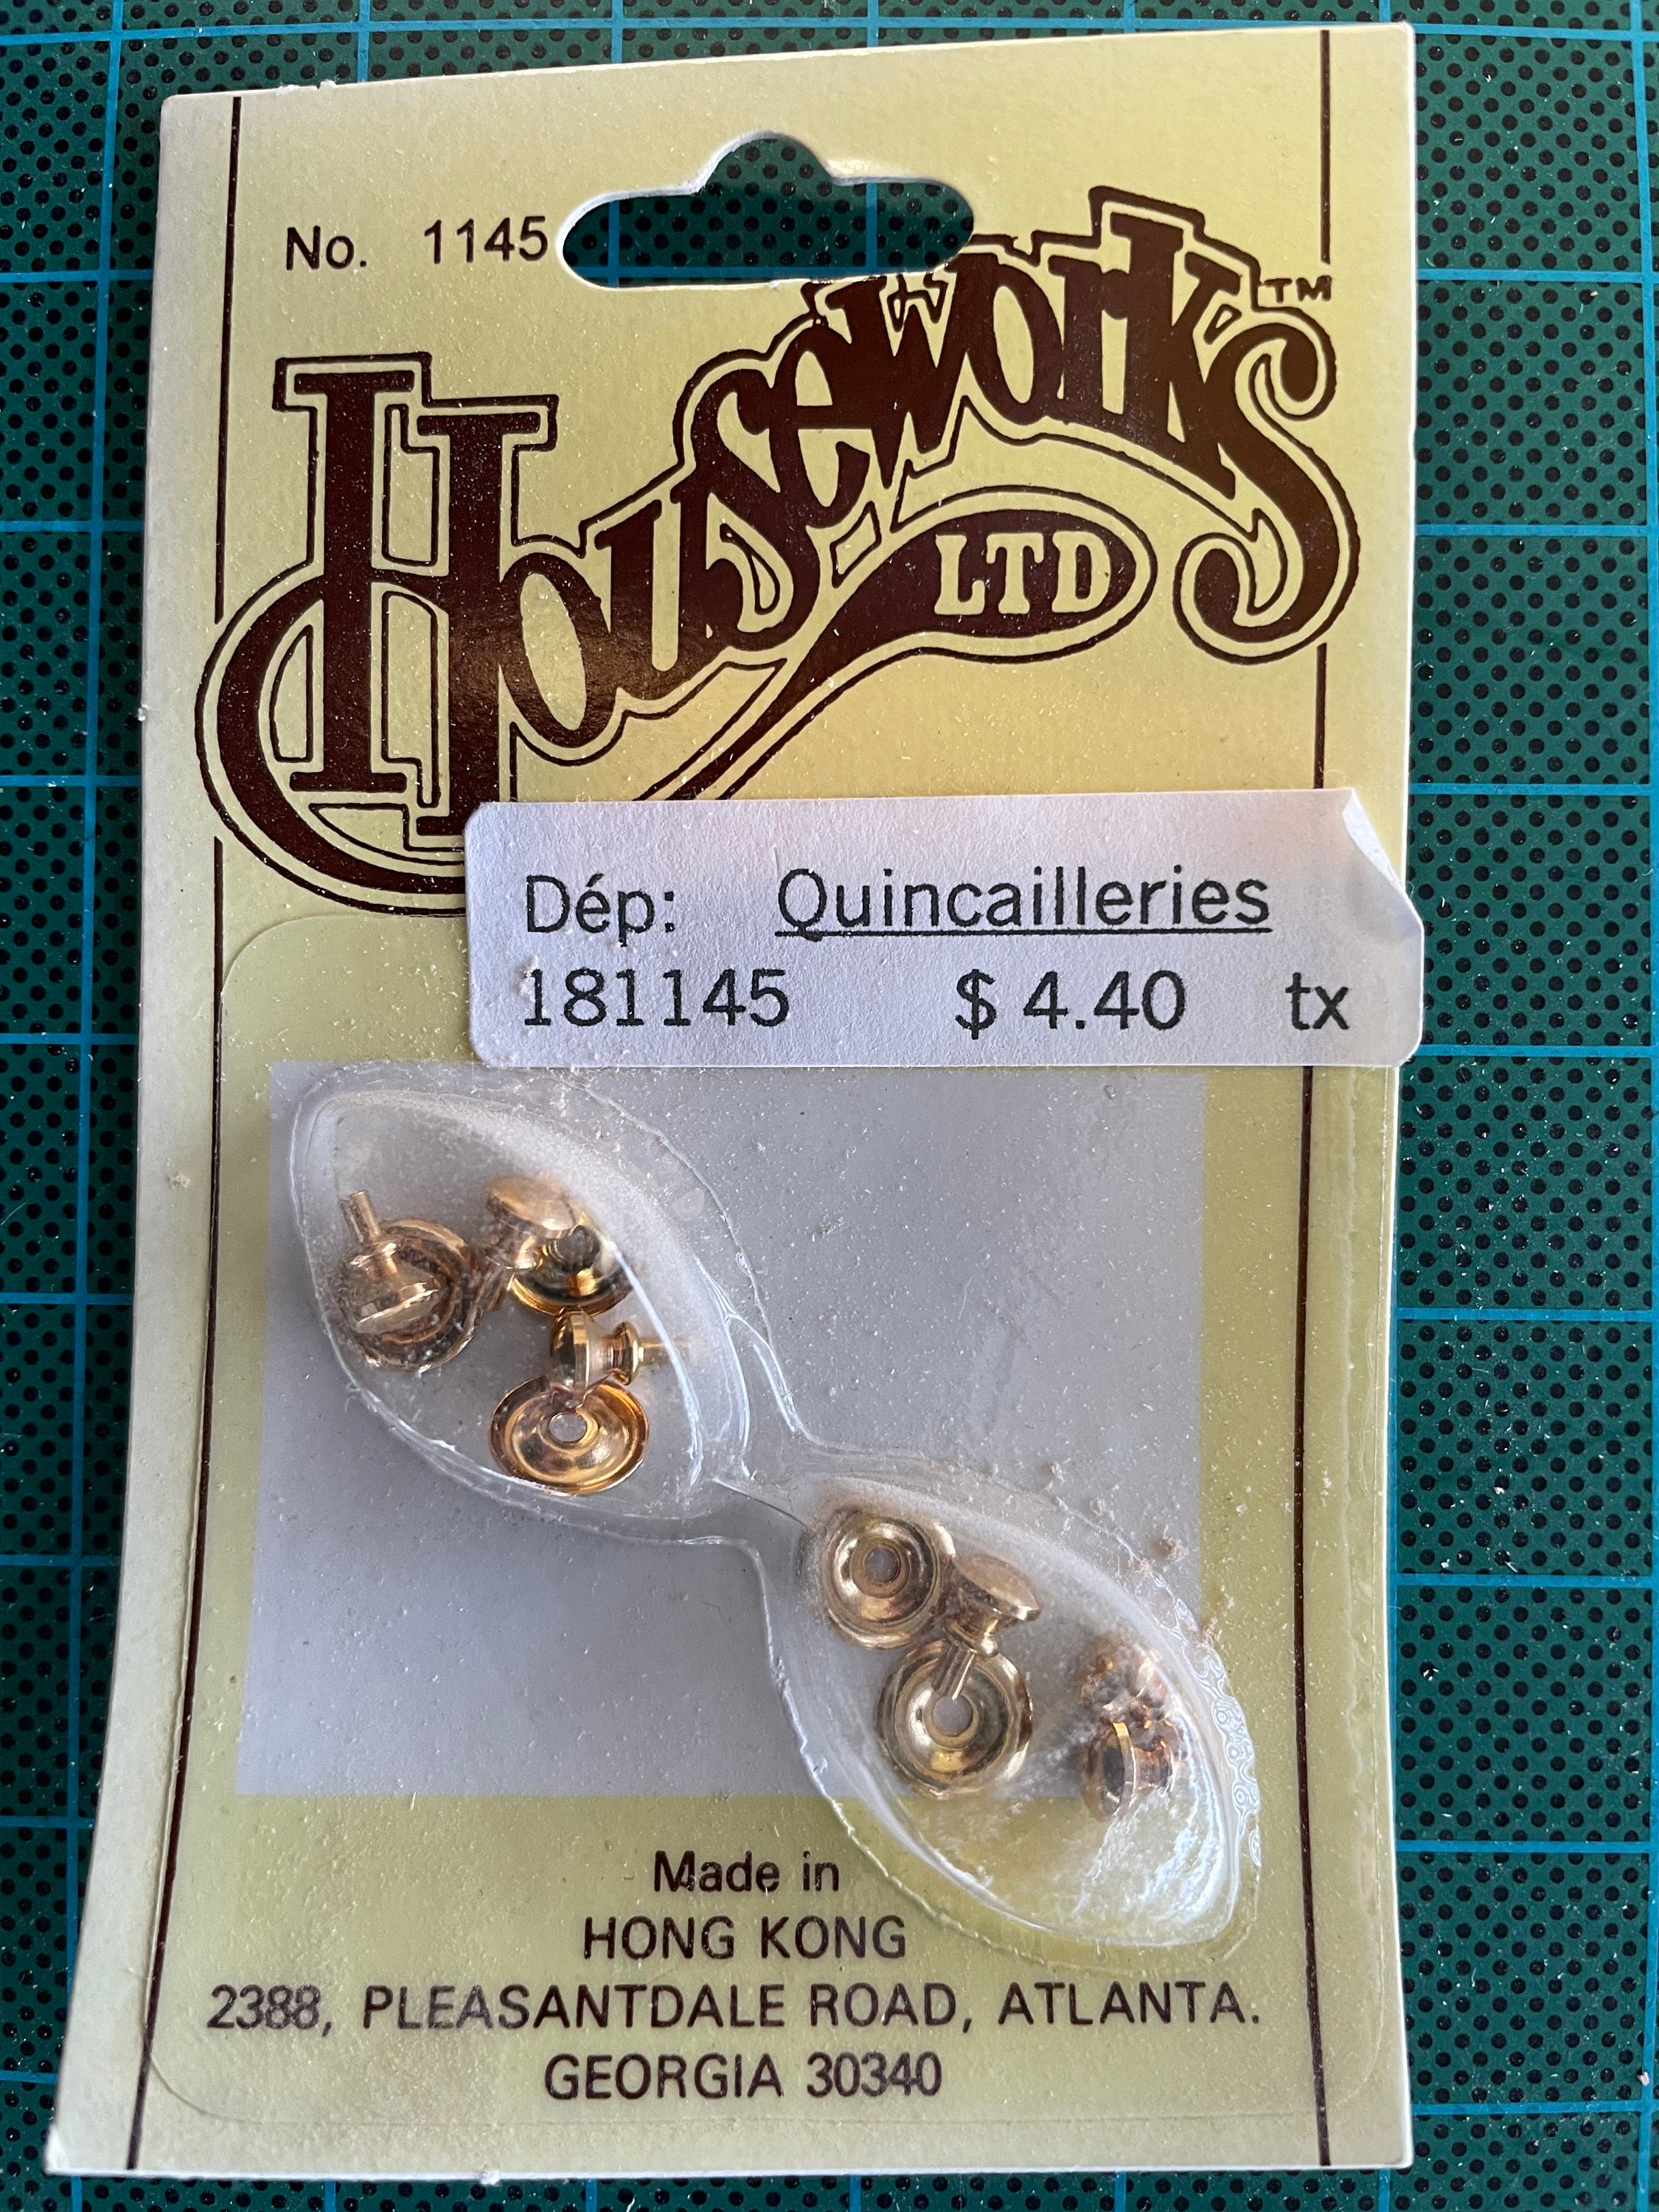 No. 1145
Houseworks™
LTD
Dép: Quincailleries
181145 $ 4.40 tx
Made in
HONG KONG
2388, PLEASANTDALE ROAD, ATLANTA.
GEORGIA 30340